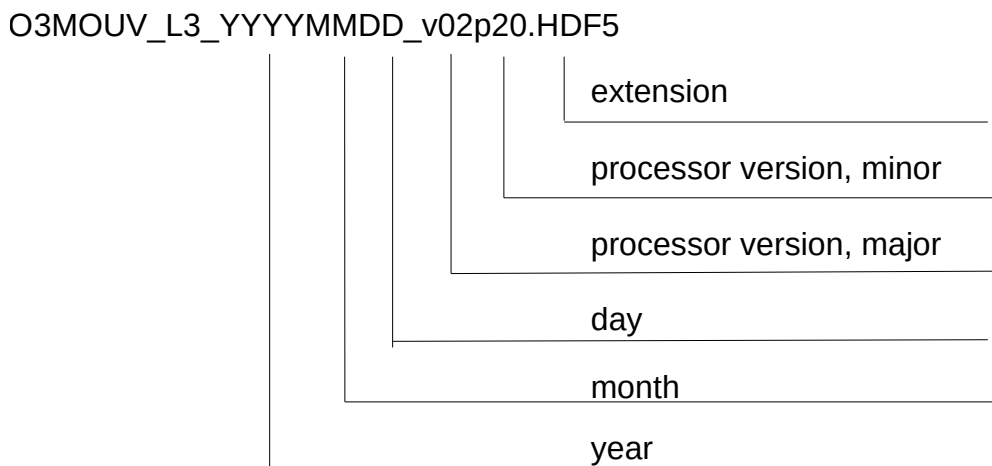 O3MOUV_L3_YYYYMMDD_v02p20.HDF5
extension
processor version, minor
processor version, major
day
month
year